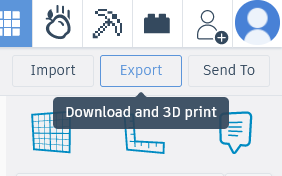 Import Export Send To
Download and 3D print